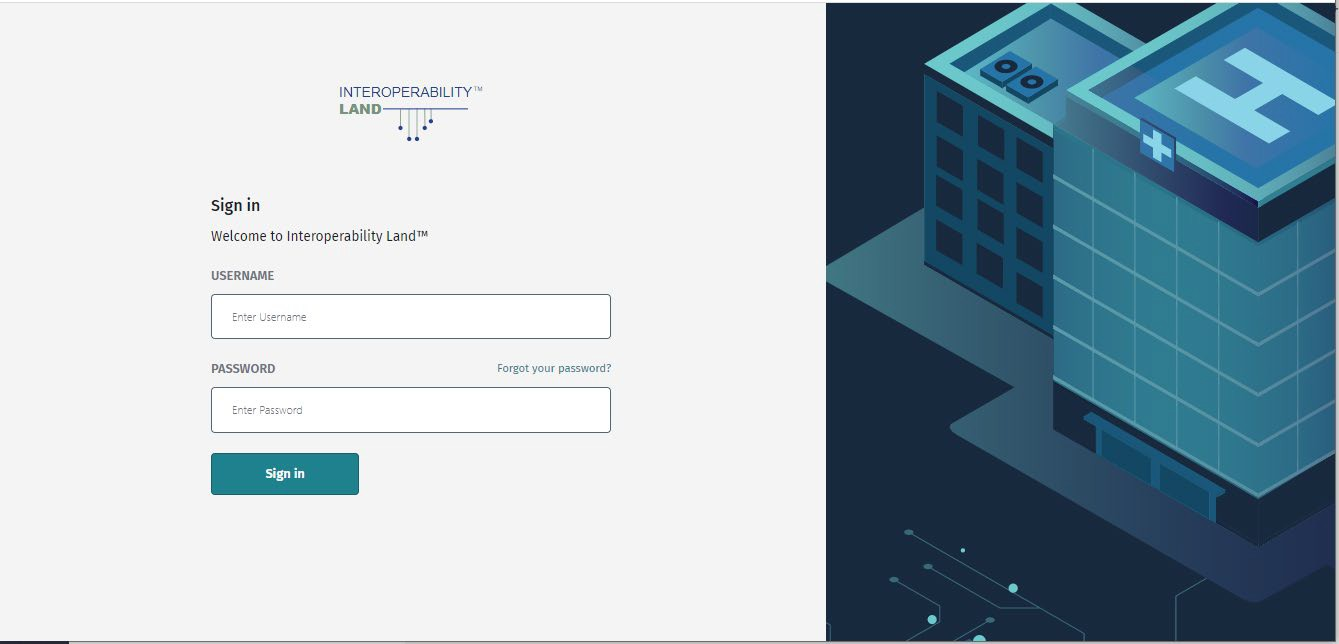 INTEROPERABILITY™
LAND
Sign in
Welcome to Interoperability Land™
USERNAME
Enter Username
PASSWORD Forgot your password?
Enter Password
Sign in
H